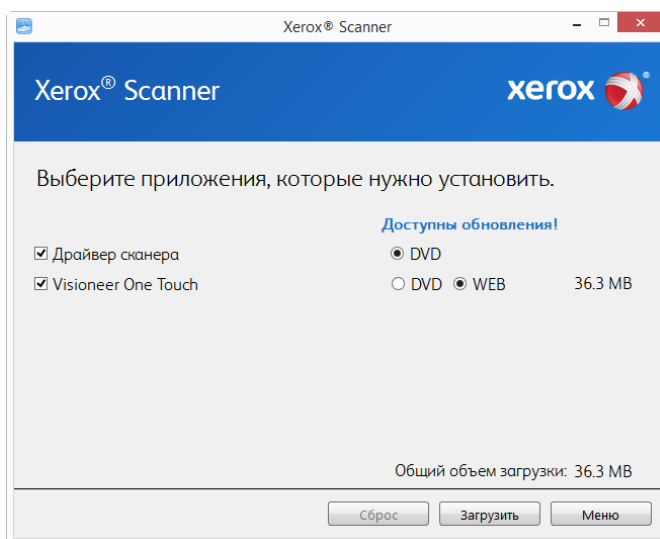 Xerox® Scanner
Xerox® Scanner
xerox ®
Выберите приложения, которые нужно установить.
Доступны обновления!
Драйвер сканера DVD
Visioneer One Touch DVD WEB 36.3 MB
Общий объем загрузки: 36.3 MB
Сброс Загрузить Меню